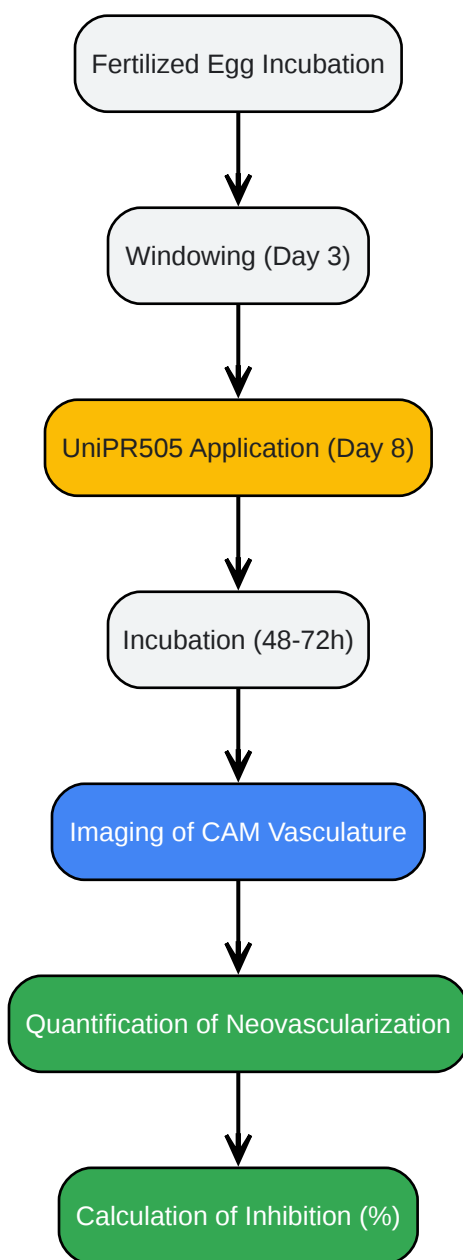 Fertilized Egg Incubation
Windowing (Day 3)
UniPR505 Application (Day 8)
Incubation (48-72h)
Imaging of CAM Vasculature
Quantification of Neovascularization
Calculation of Inhibition (%)